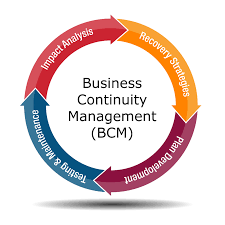 Business
Continuity
Management
(BCM)
Impact Analysis
Recovery Strategies
Plan Development
Testing & Maintenance